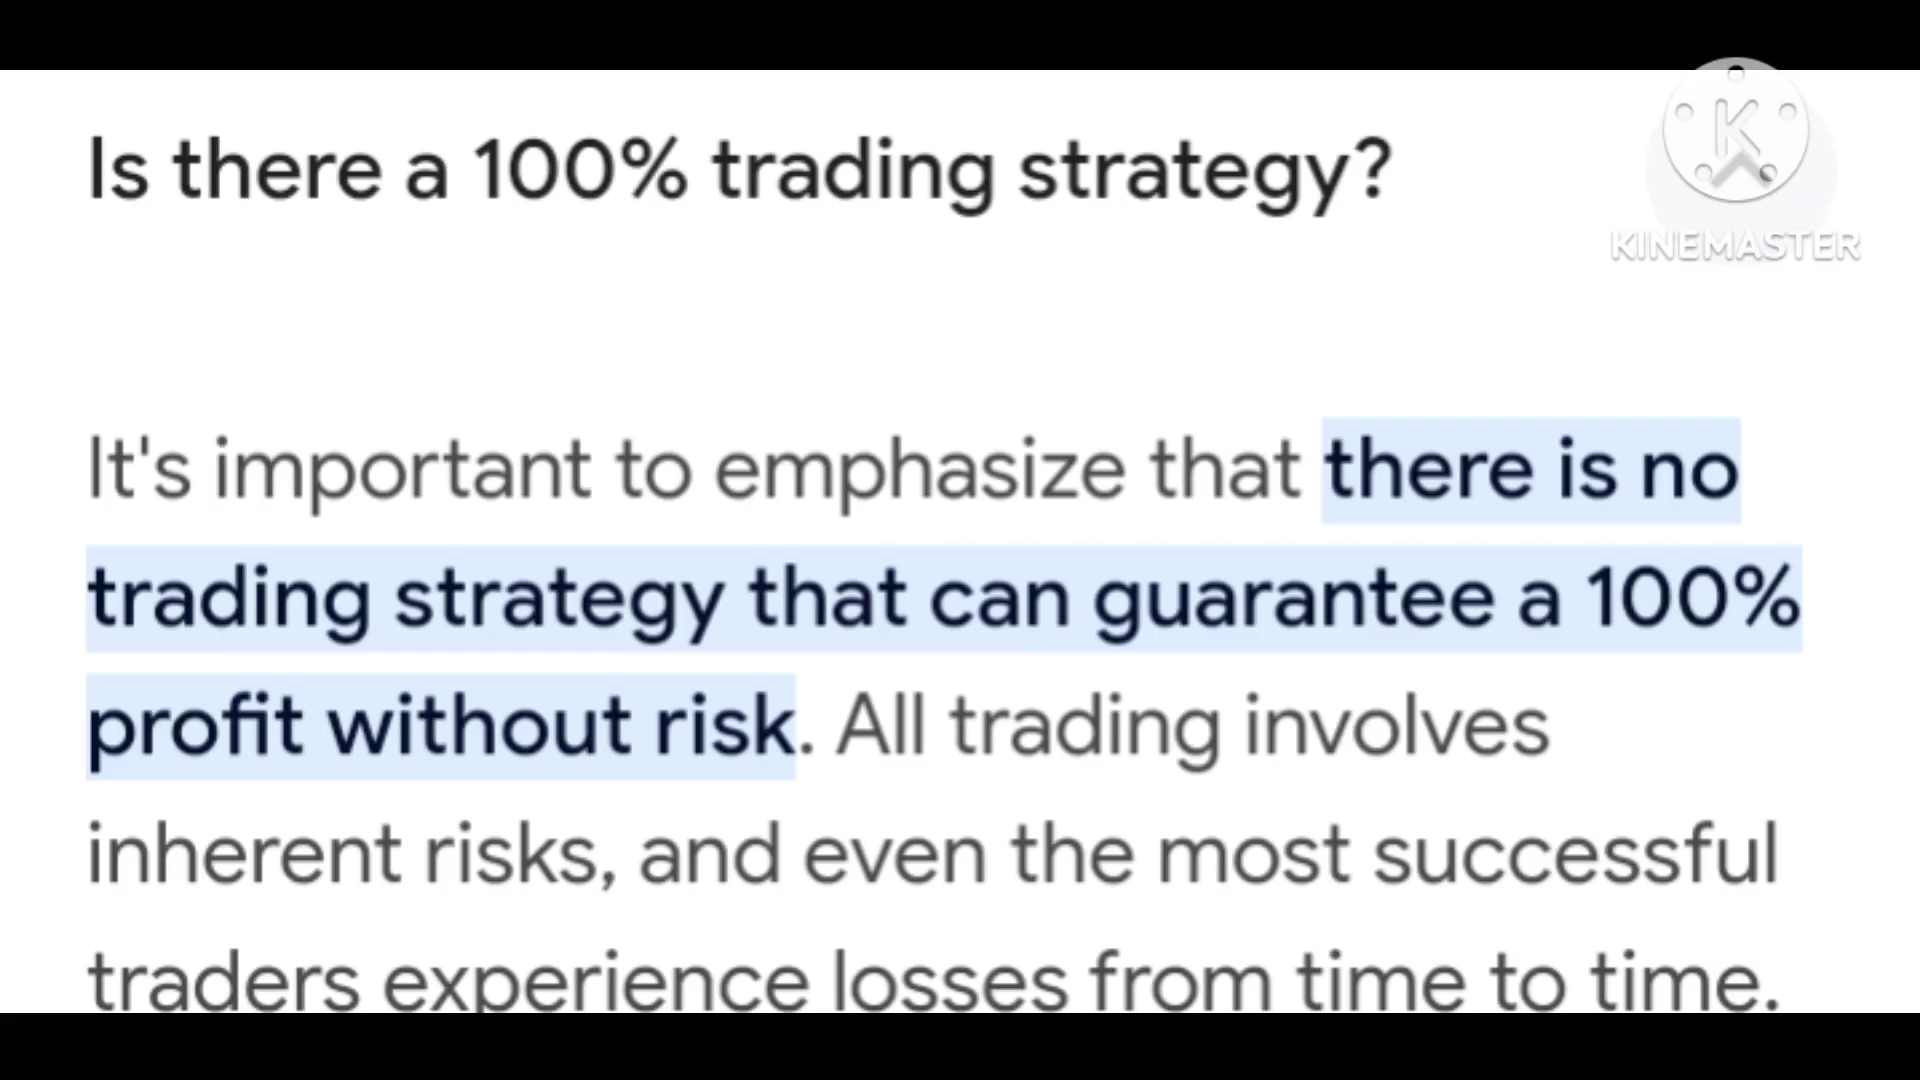 Is there a 100% trading strategy?
KINEMASTER
It's important to emphasize that there is no
trading strategy that can guarantee a 100%
profit without risk. All trading involves
inherent risks, and even the most successful
traders experience losses from time to time.